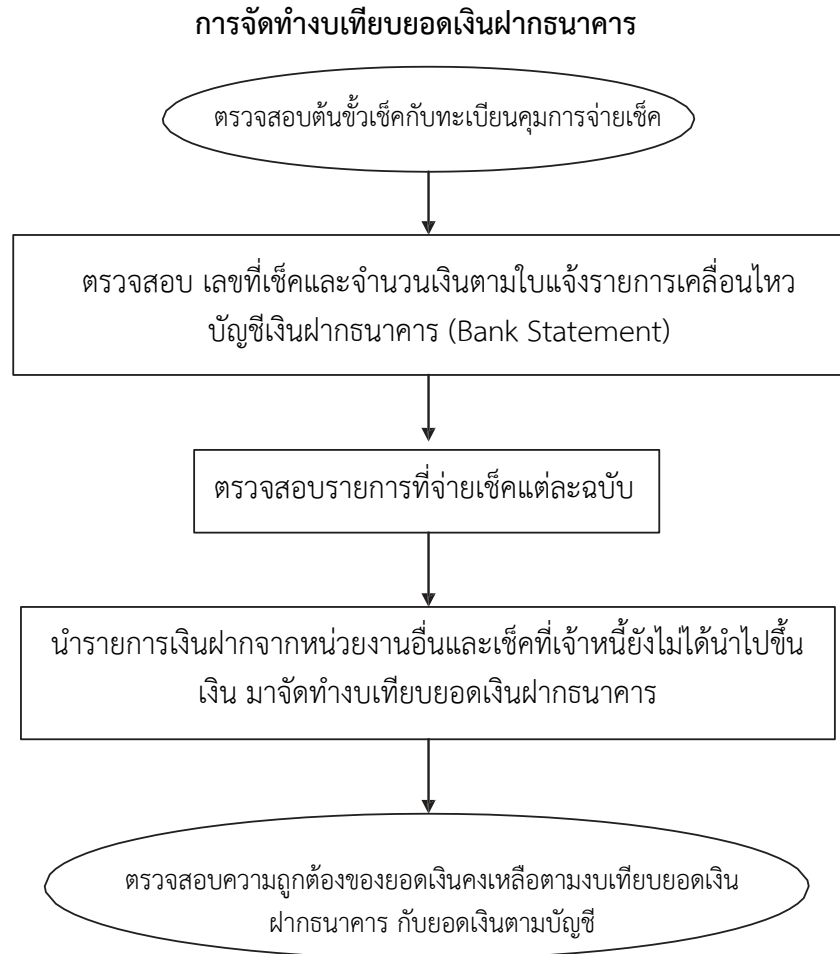 การจัดทำงบเทียบยอดเงินฝากธนาคาร
ตรวจสอบต้นขั้วเช็คกับทะเบียนคุมการจ่ายเช็ค
ตรวจสอบ เลขที่เช็คและจำนวนเงินตามใบแจ้งรายการเคลื่อนไหว
บัญชีเงินฝากธนาคาร (Bank Statement)
ตรวจสอบรายการที่จ่ายเช็คแต่ละฉบับ
นำรายการเงินฝากจากหน่วยงานอื่นและเช็คที่เจ้าหนี้ยังไม่ได้นำไปขึ้น
เงิน มาจัดทำงบเทียบยอดเงินฝากธนาคาร
ตรวจสอบความถูกต้องของยอดเงินคงเหลือตามงบเทียบยอดเงิน
ฝากธนาคาร กับยอดเงินตามบัญชี